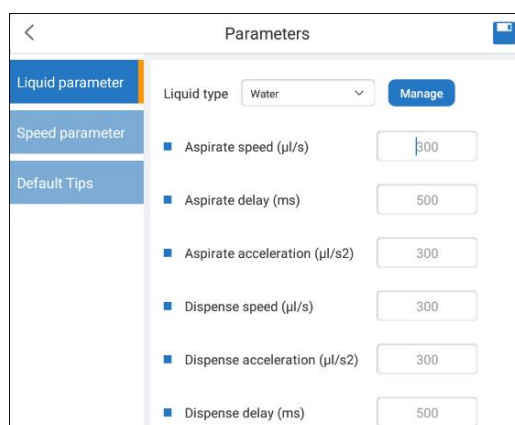 Parameters
Liquid parameter
Speed parameter
Default Tips
Liquid type Water Manage
Aspirate speed (µl/s) 300
Aspirate delay (ms) 500
Aspirate acceleration (µl/s2) 300
Dispense speed (µl/s) 300
Dispense acceleration (µl/s2) 300
Dispense delay (ms) 500